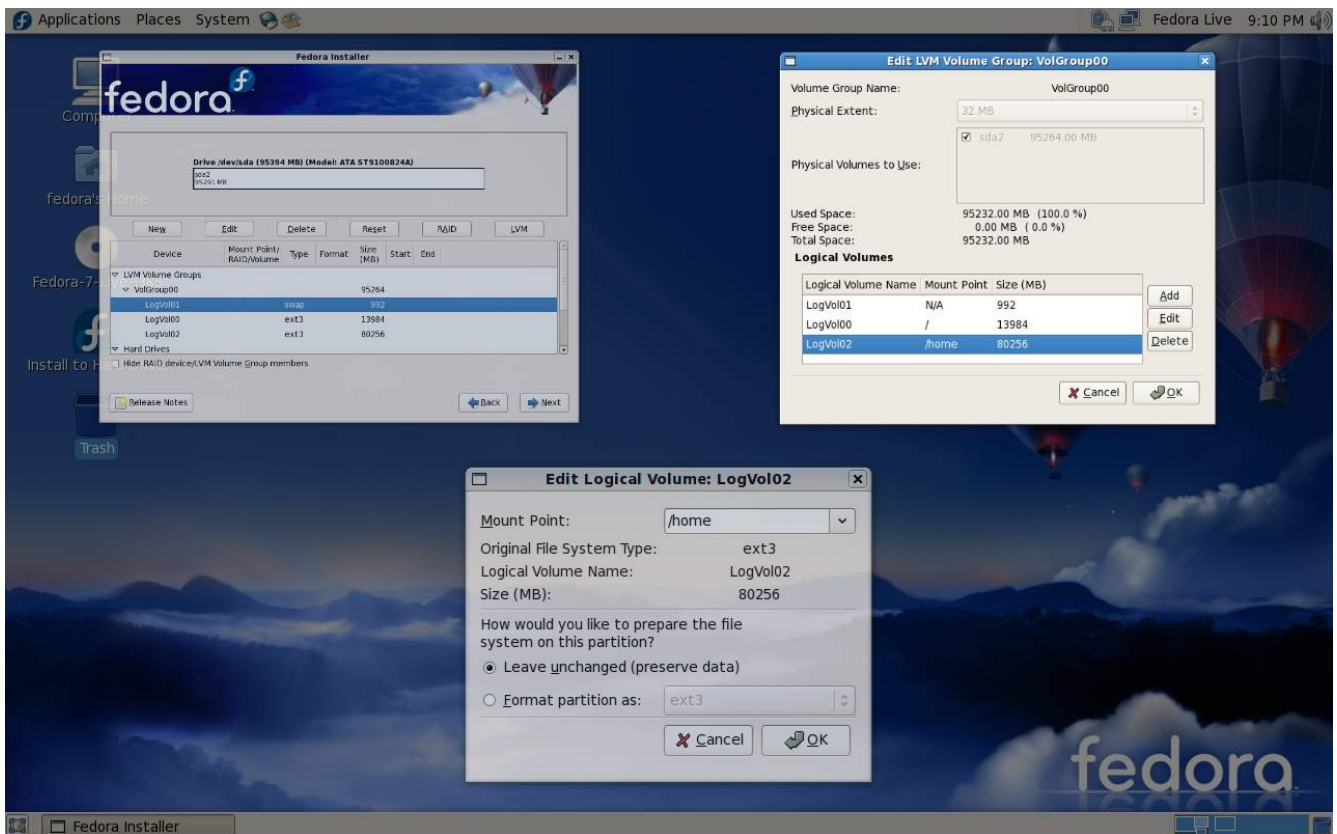 Applications Places System Fedora Live 9:10 PM
Computer
fedora's Home
Fedora-7-Live
Install to H
Trash
Fedora Installer
fedora
Drive /dev/sda (95394 MB) (Model: ATA ST9100824A)
sda2
95291 MB
New Edit Delete Reset RAID LVM
Device Mount Point/ RAID/Volume Type Format Size (MB) Start End
LVM Volume Groups
VolGroup00 95264
LogVol01 swap 992
LogVol00 ext3 13984
LogVol02 ext3 80256
Hard Drives
Hide RAID device/LVM Volume Group members
Release Notes Back Next
Edit LVM Volume Group: VolGroup00
Volume Group Name: VolGroup00
Physical Extent: 32 MB
sda2 95264.00 MB
Physical Volumes to Use:
Used Space: 95232.00 MB (100.0 %)
Free Space: 0.00 MB ( 0.0 %)
Total Space: 95232.00 MB
Logical Volumes
Logical Volume Name Mount Point Size (MB)
LogVol01 N/A 992
LogVol00 / 13984
LogVol02 /home 80256
Add
Edit
Delete
Cancel OK
Edit Logical Volume: LogVol02
Mount Point: /home
Original File System Type: ext3
Logical Volume Name: LogVol02
Size (MB): 80256
How would you like to prepare the file
system on this partition?
Leave unchanged (preserve data)
Format partition as: ext3
Cancel OK
fedora
Fedora Installer